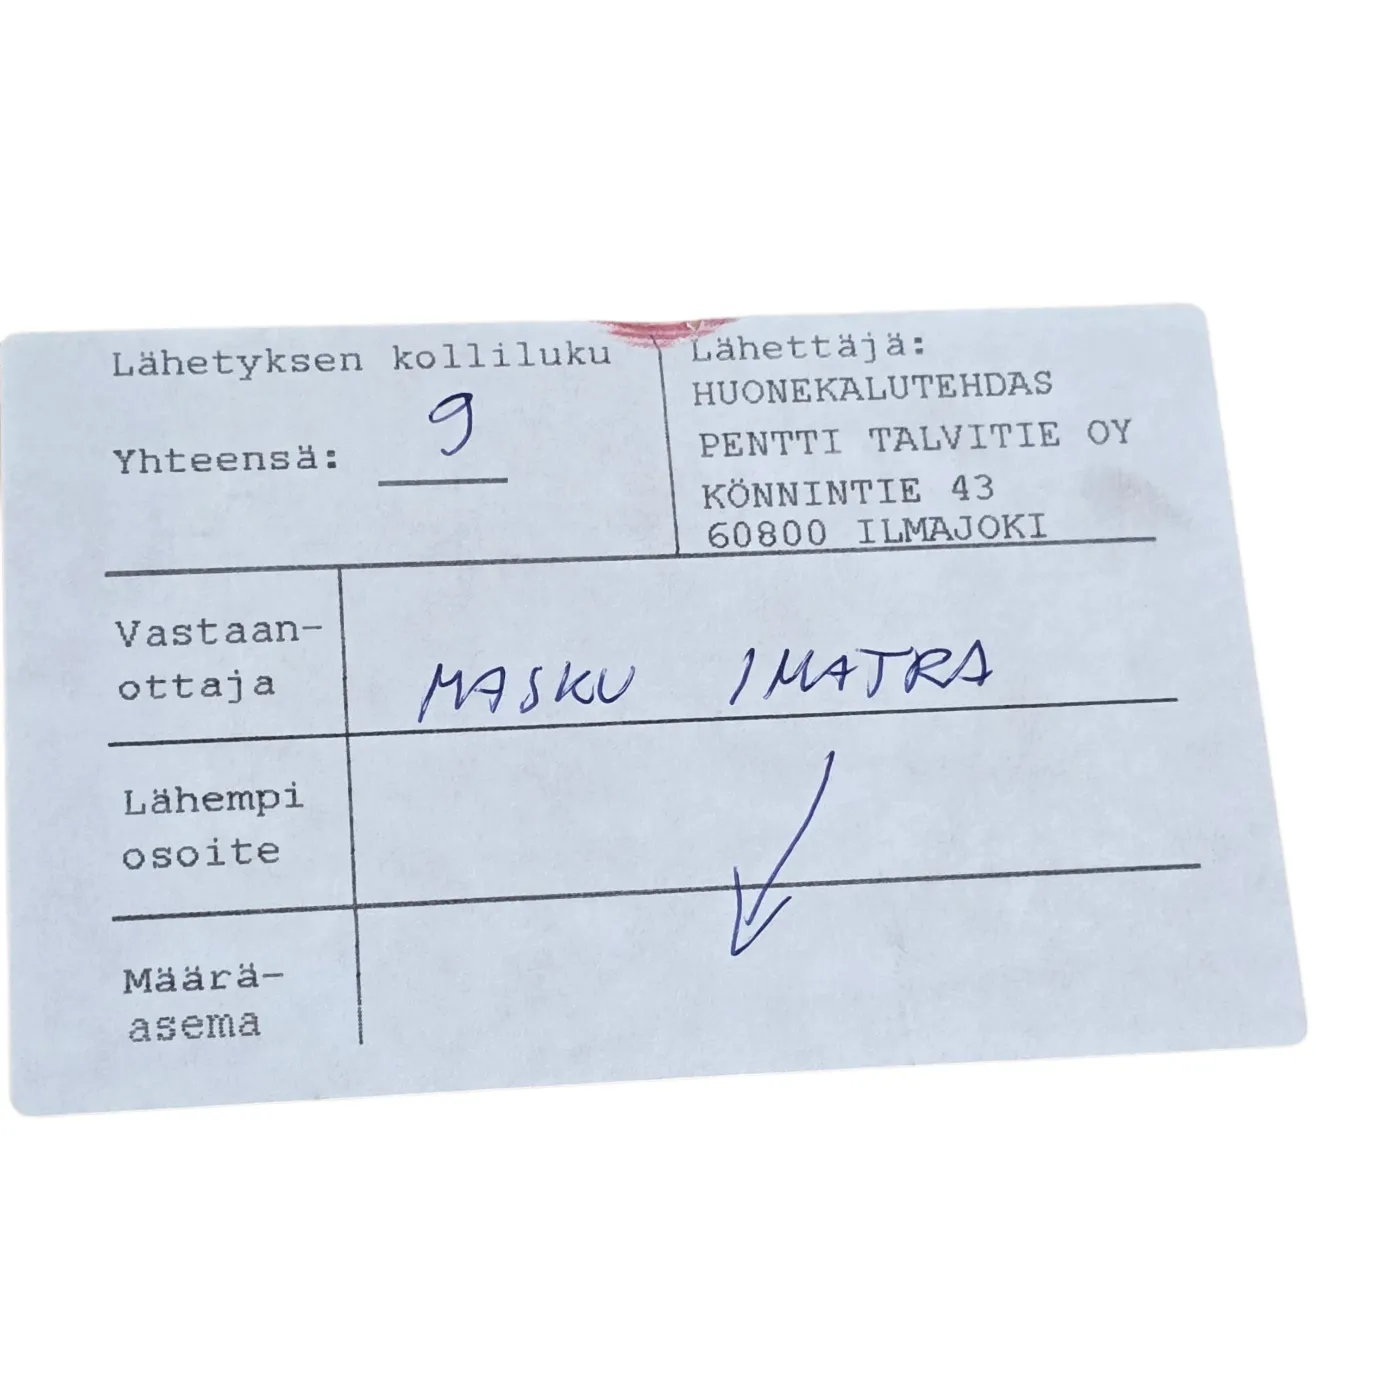 Lähetyksen kolliluku
Yhteensä: 9
Lähettäjä:
HUONEKALUTEHDAS
PENTTI TALVITIE OY
KÖNNINTIE 43
60800 ILMAJOKI
Vastaan-
ottaja
MASKU IMATRA
Lähempi
osoite
Määrä-
asema